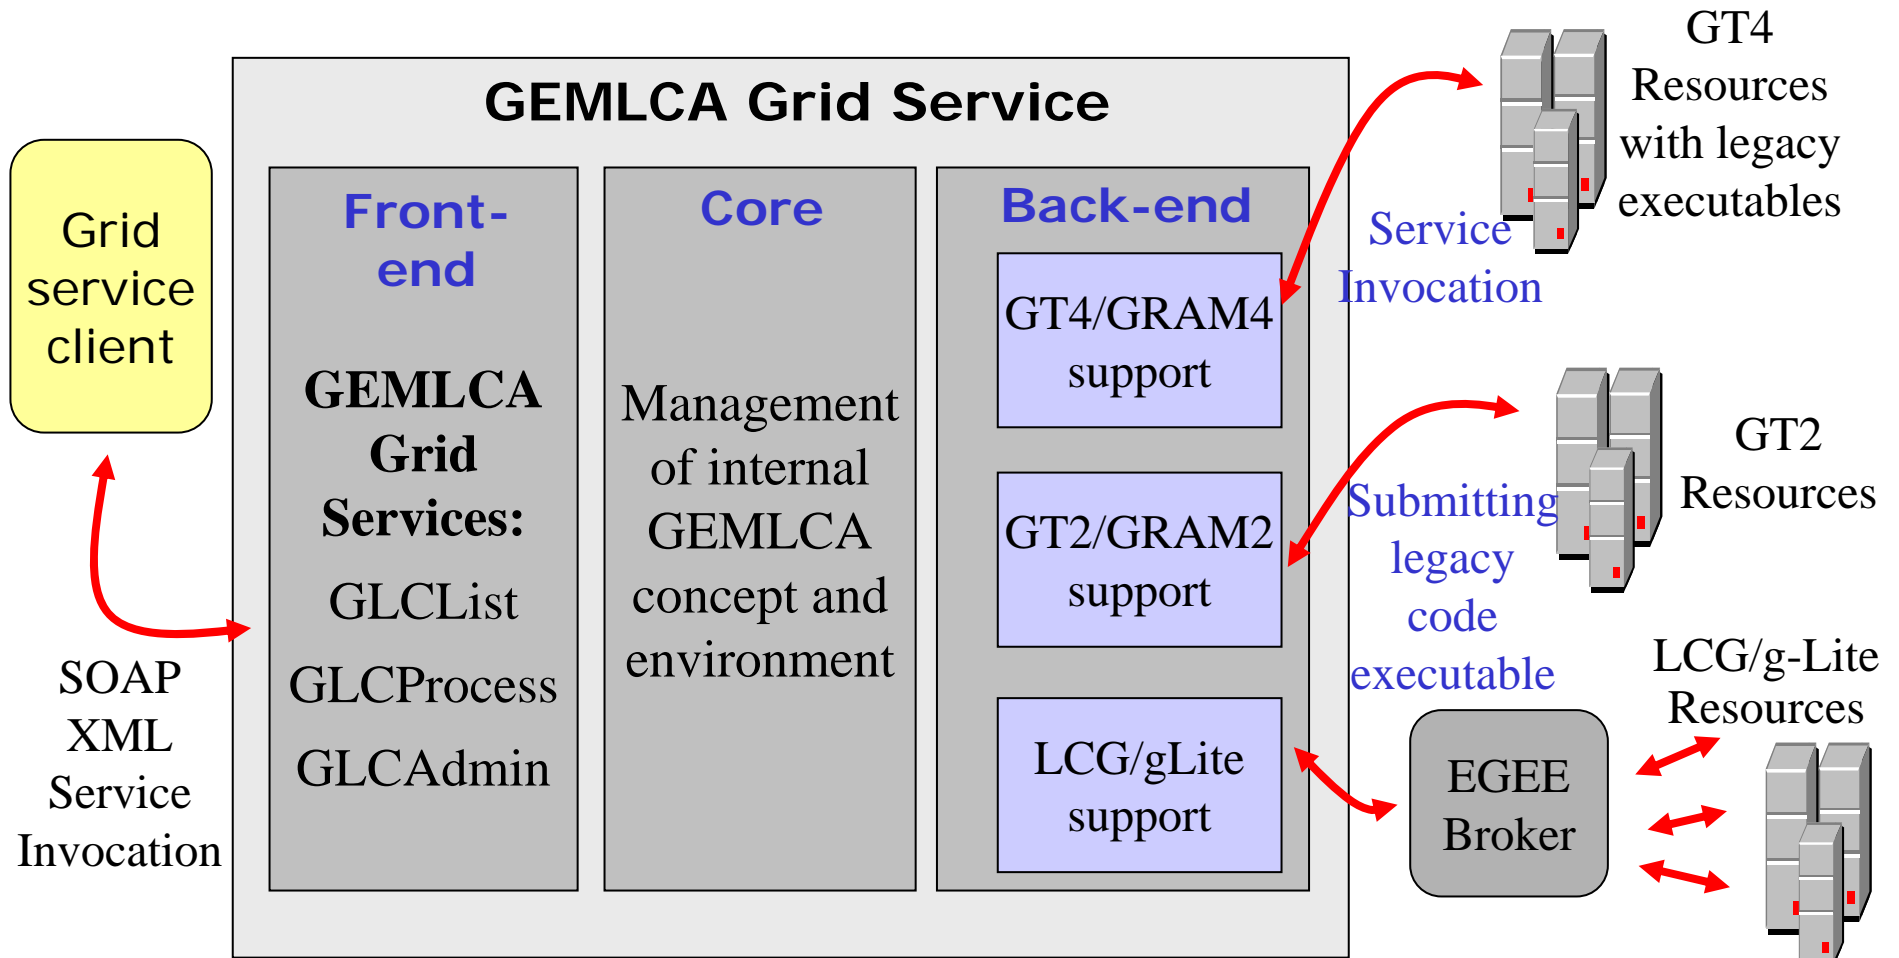 GEMLCA Grid Service
Grid
service
client
SOAP
XML
Service
Invocation
Front-
end
GEMLCA
Grid
Services:
GLCList
GLCProcess
GLCAdmin
Core
Management
of internal
GEMLCA
concept and
environment
Back-end
GT4/GRAM4
support
GT2/GRAM2
support
LCG/gLite
support
Service
Invocation
GT4
Resources
with legacy
executables
Submitting
legacy
code
executable
GT2
Resources
EGEE
Broker
LCG/g-Lite
Resources